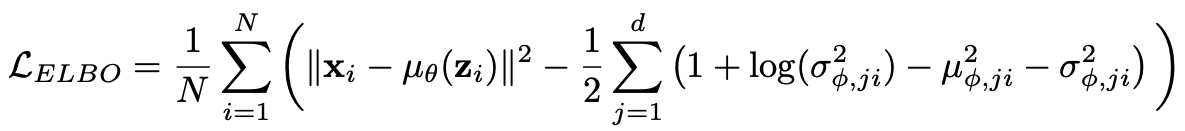 $\mathcal{L}_{ELBO} = \frac{1}{N} \sum_{i=1}^{N} \left( \|\mathbf{x}_i - \mu_\theta(\mathbf{z}_i)\|^2 - \frac{1}{2} \sum_{j=1}^{d} \left( 1 + \log(\sigma^2_{\phi,ji}) - \mu^2_{\phi,ji} - \sigma^2_{\phi,ji} \right) \right)$